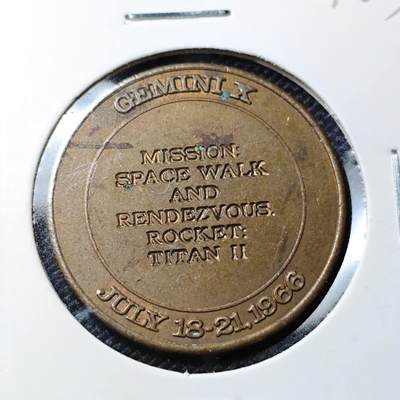 GEMINI X
MISSION:
SPACE WALK
AND
RENDEZVOUS.
ROCKET:
TITAN II
JULY 18-21, 1966